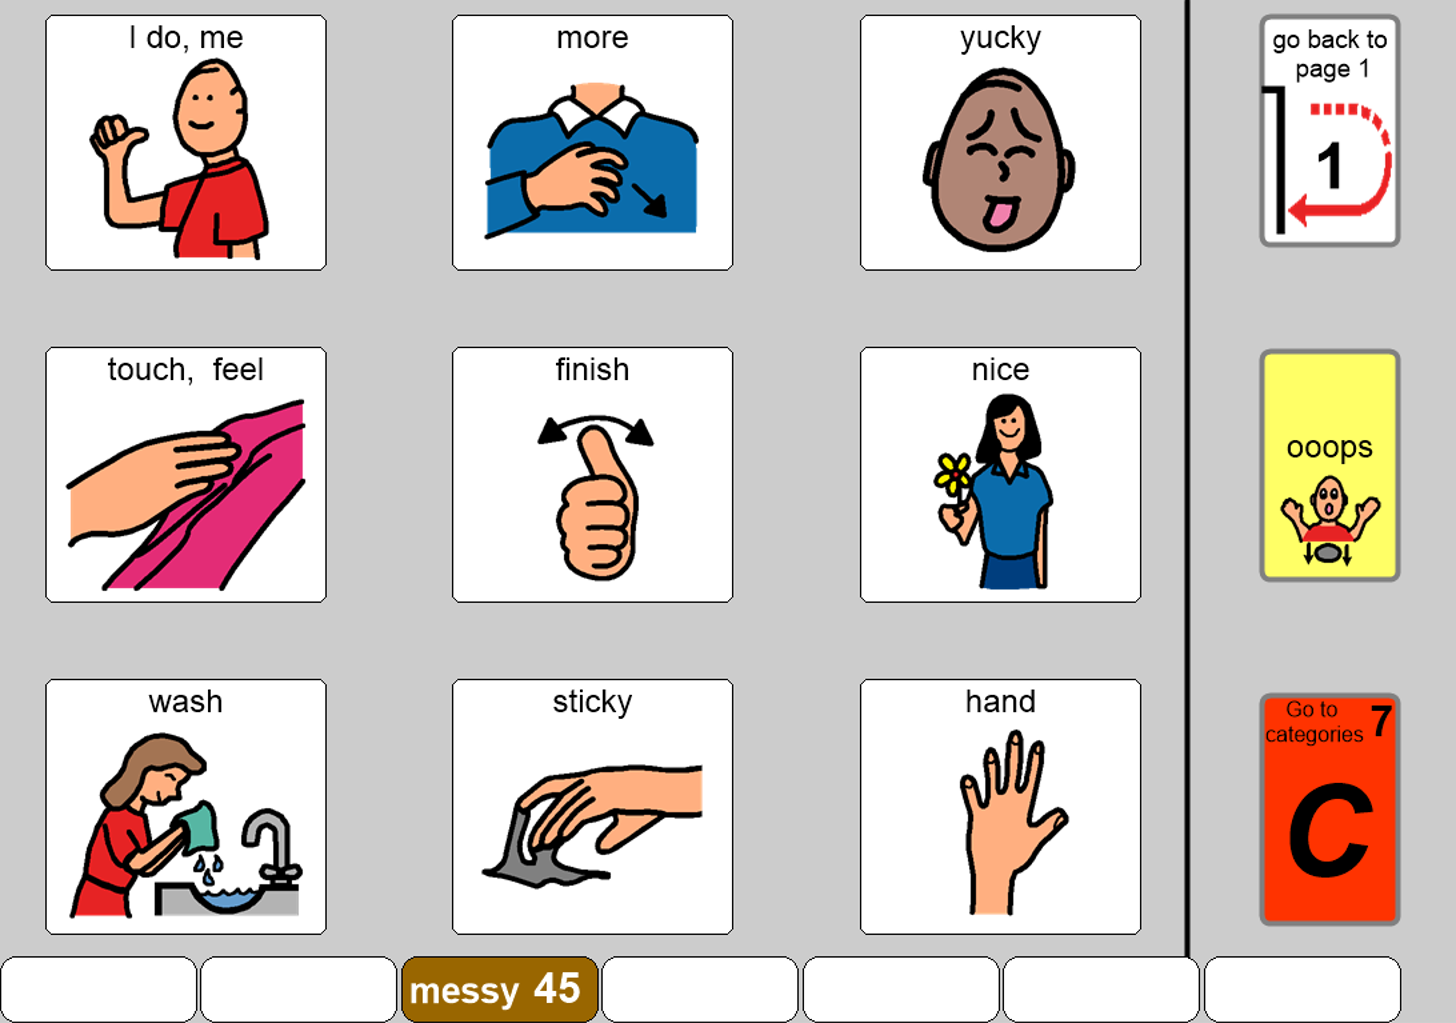 I do, me
more
yucky
go back to
page 1
1
touch, feel
finish
nice
ooops
wash
sticky
hand
Go to
categories 7
C
messy 45